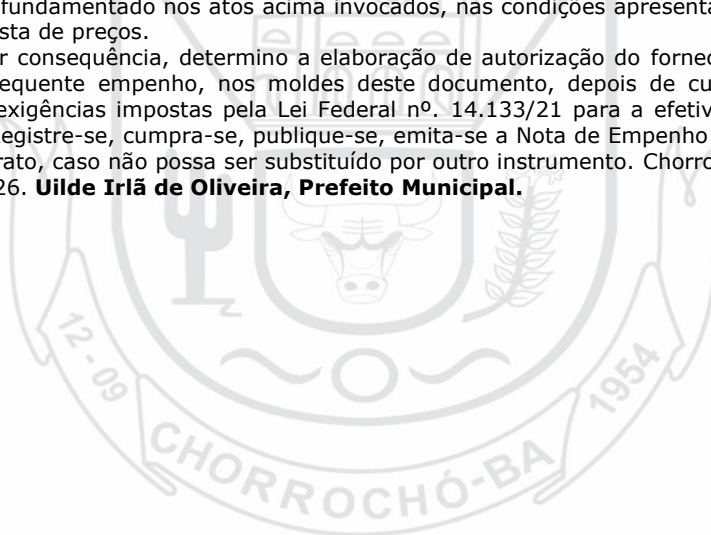 fundamentado nos atos acima invocados, nas condições apresenta
sta de preços.
r consequência, determino a elaboração de autorização do fornec
equente empenho, nos moldes deste documento, depois de cu
exigências impostas pela Lei Federal nº. 14.133/21 para a efetiv
egistre-se, cumpra-se, publique-se, emita-se a Nota de Empenho
rato, caso não possa ser substituído por outro instrumento. Chorro
26. Uilde Irlã de Oliveira, Prefeito Municipal.
12 - 09
1954
CHORROCHÓ-BA